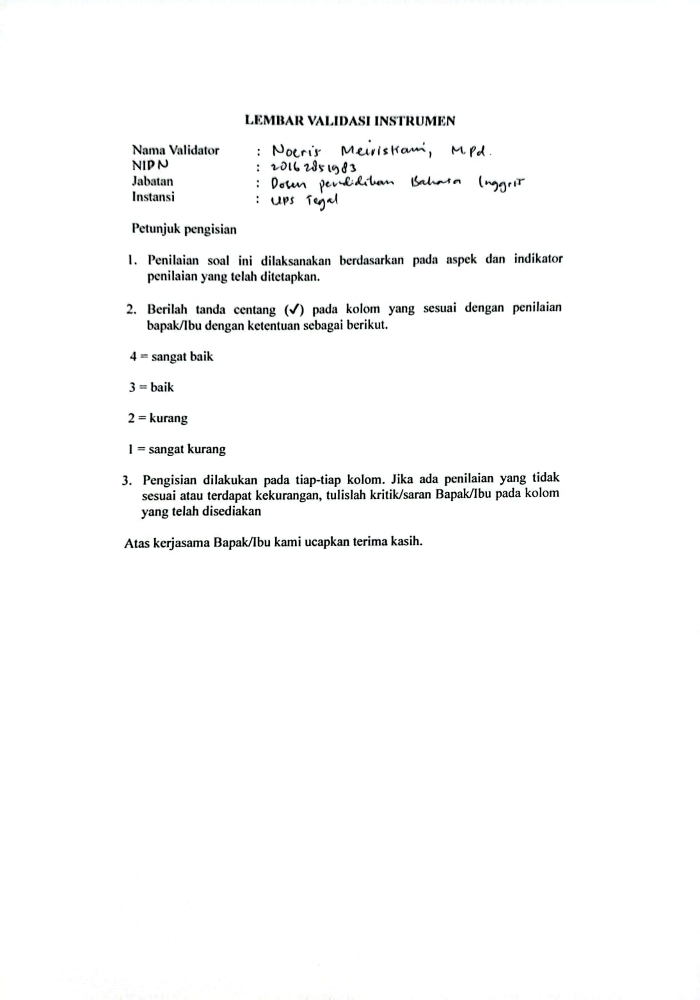 LEMBAR VALIDASI INSTRUMEN
Nama Validator : Noeris Meiriskami, M.Pd.
NIPN : 20162851983
Jabatan : Dosen pendidikan Bahasa Inggris
Instansi : UPS Tegal
Petunjuk pengisian
1. Penilaian soal ini dilaksanakan berdasarkan pada aspek dan indikator
penilaian yang telah ditetapkan.
2. Berilah tanda centang (✓) pada kolom yang sesuai dengan penilaian
bapak/Ibu dengan ketentuan sebagai berikut.
4 = sangat baik
3 = baik
2 = kurang
1 = sangat kurang
3. Pengisian dilakukan pada tiap-tiap kolom. Jika ada penilaian yang tidak
sesuai atau terdapat kekurangan, tulislah kritik/saran Bapak/Ibu pada kolom
yang telah disediakan
Atas kerjasama Bapak/Ibu kami ucapkan terima kasih.